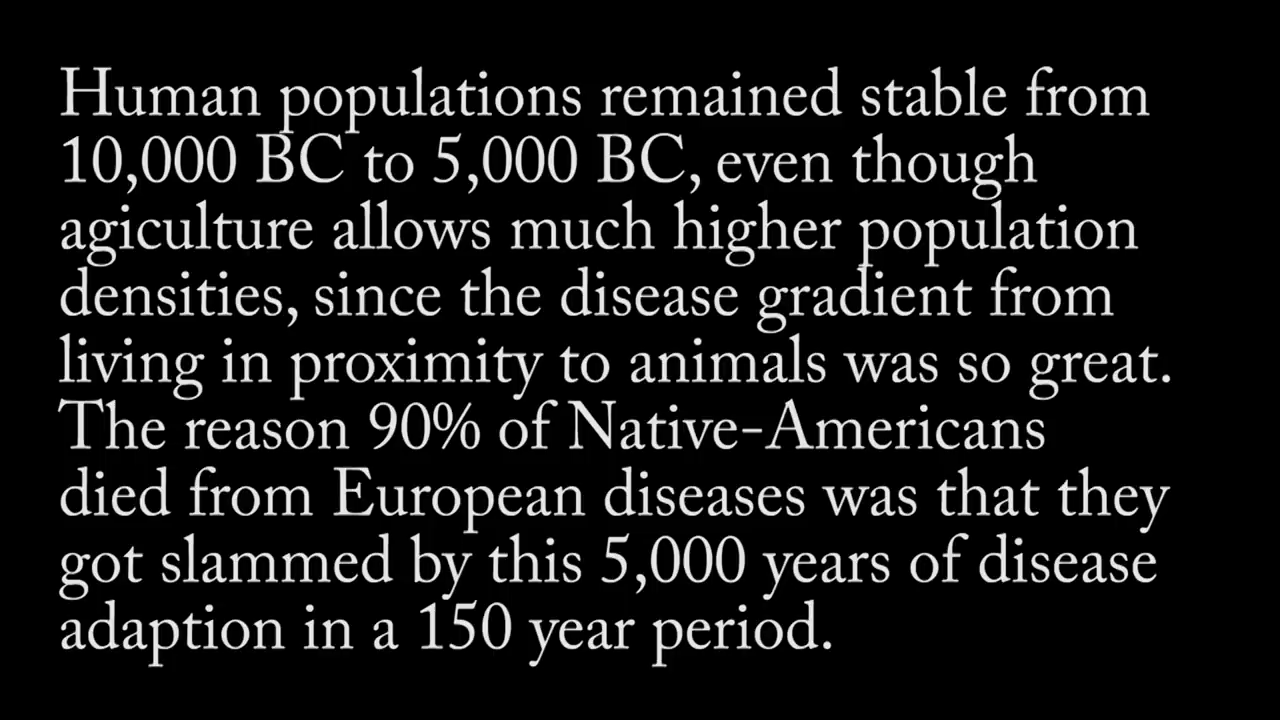 Human populations remained stable from
10,000 BC to 5,000 BC, even though
agiculture allows much higher population
densities, since the disease gradient from
living in proximity to animals was so great.
The reason 90% of Native-Americans
died from European diseases was that they
got slammed by this 5,000 years of disease
adaption in a 150 year period.